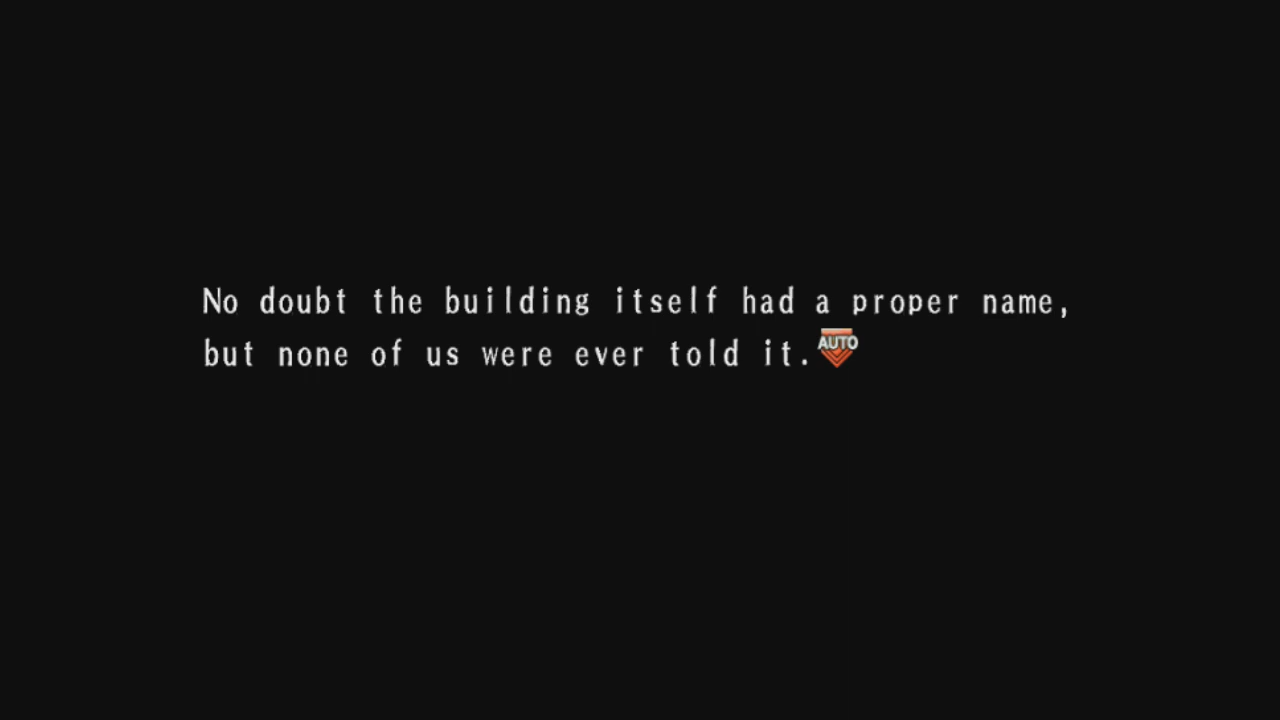 No doubt the building itself had a proper name,
but none of us were ever told it.
AUTO